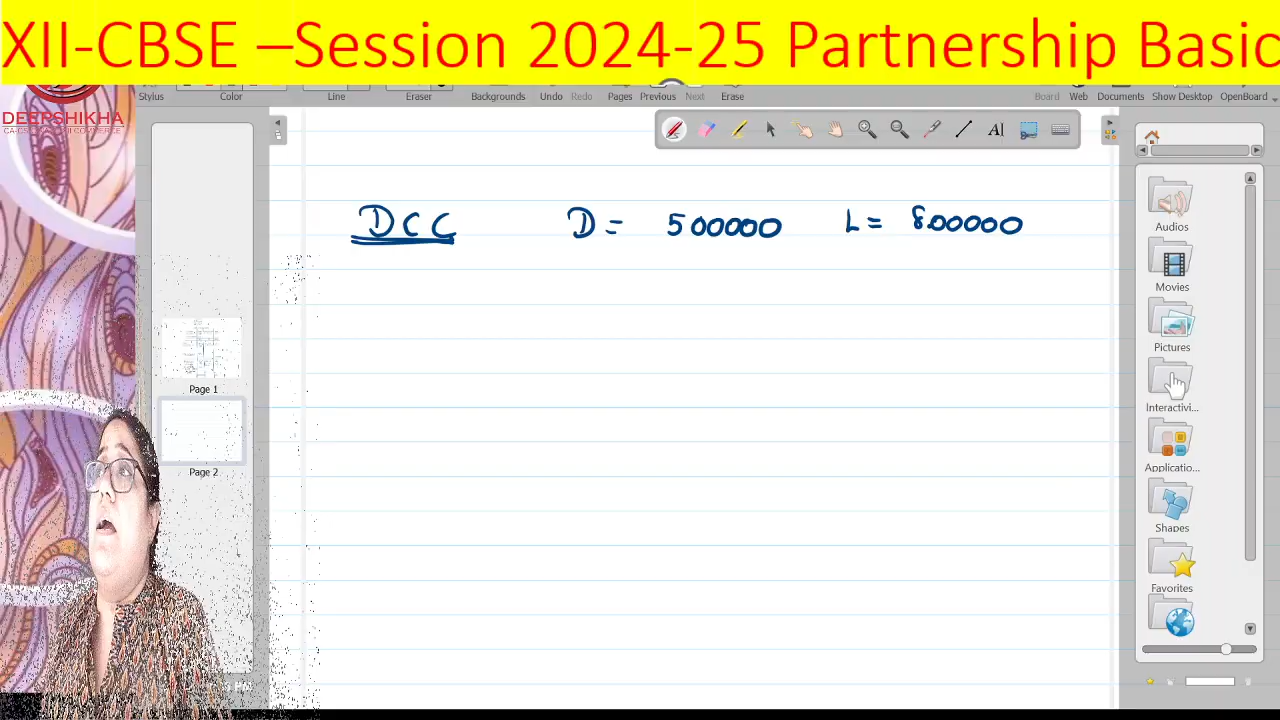 XII-CBSE –Session 2024-25 Partnership Basic
Stylus Color Line Eraser Backgrounds Undo Redo Pages Previous Next Erase Board Web Documents Show Desktop OpenBoard
DEEPSHIKHA
D C C D = 500000 L = 800000
Audios
Movies
Pictures
Page 1
Interactivi...
Applicatio...
Page 2
Shapes
Favorites